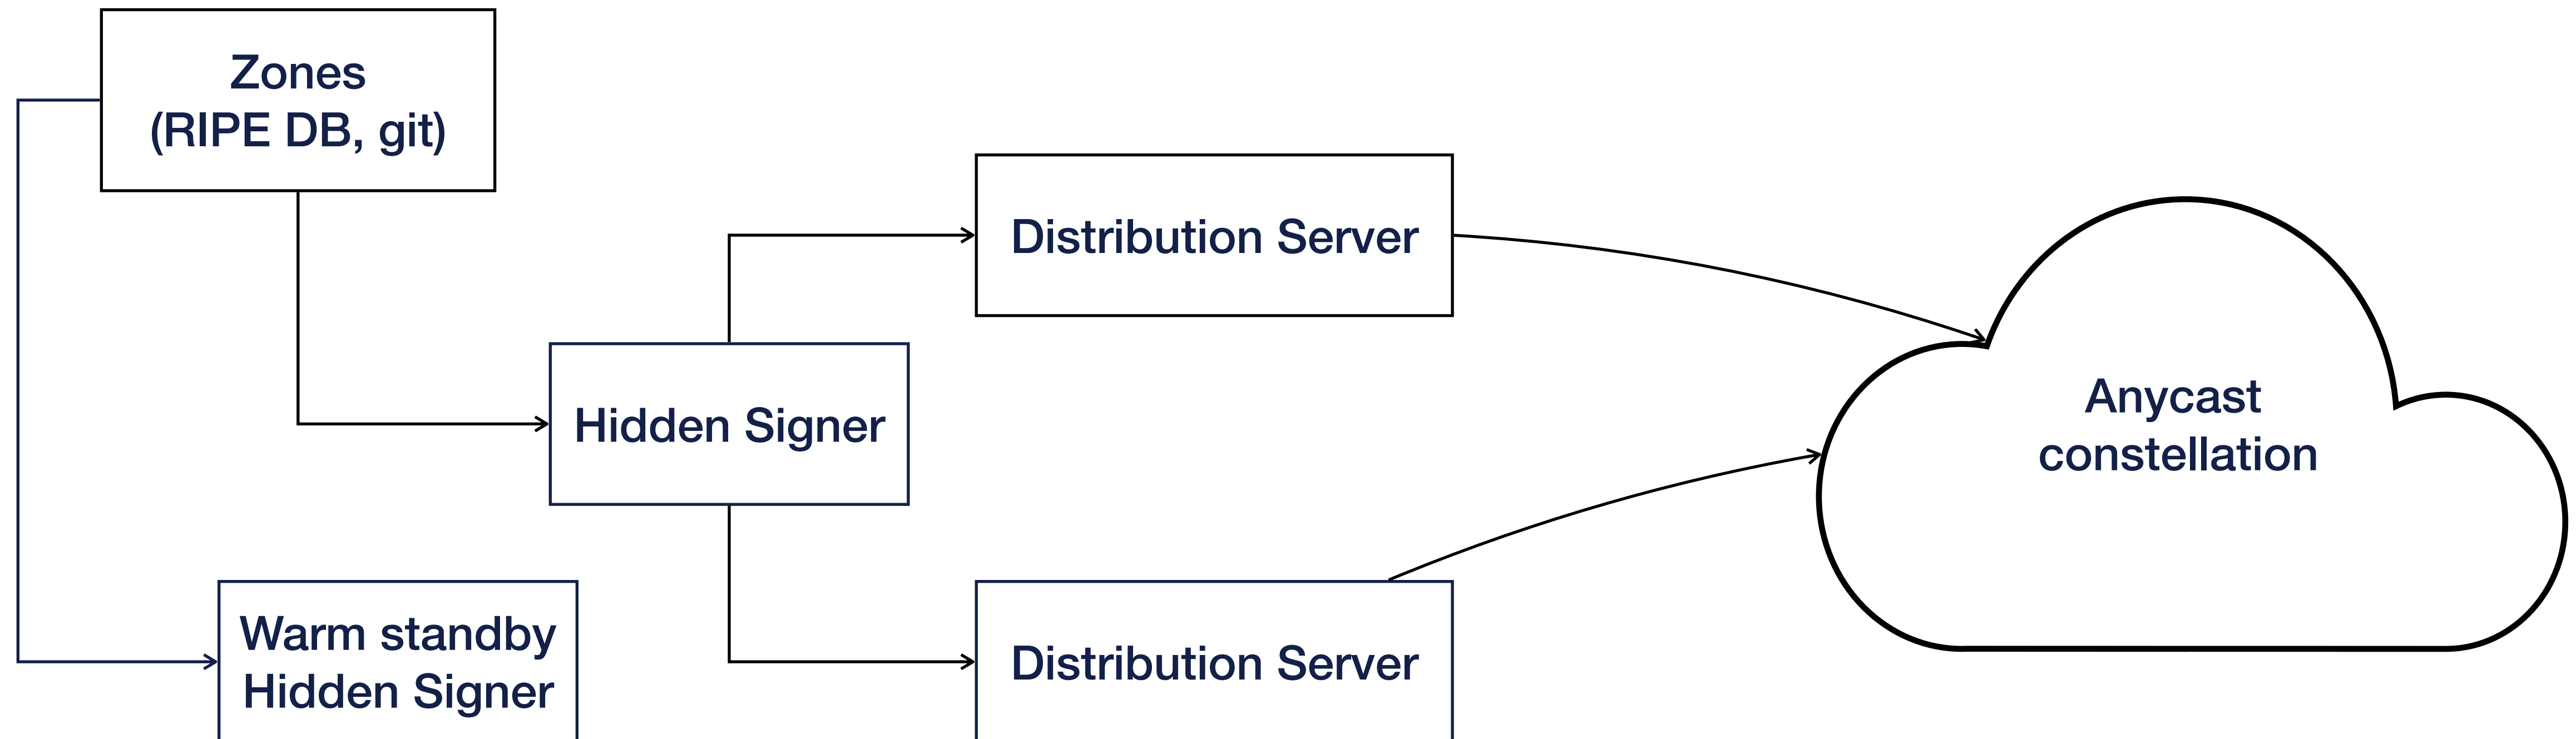 Zones
(RIPE DB, git)
Distribution Server
Hidden Signer
Anycast
constellation
Warm standby
Hidden Signer
Distribution Server